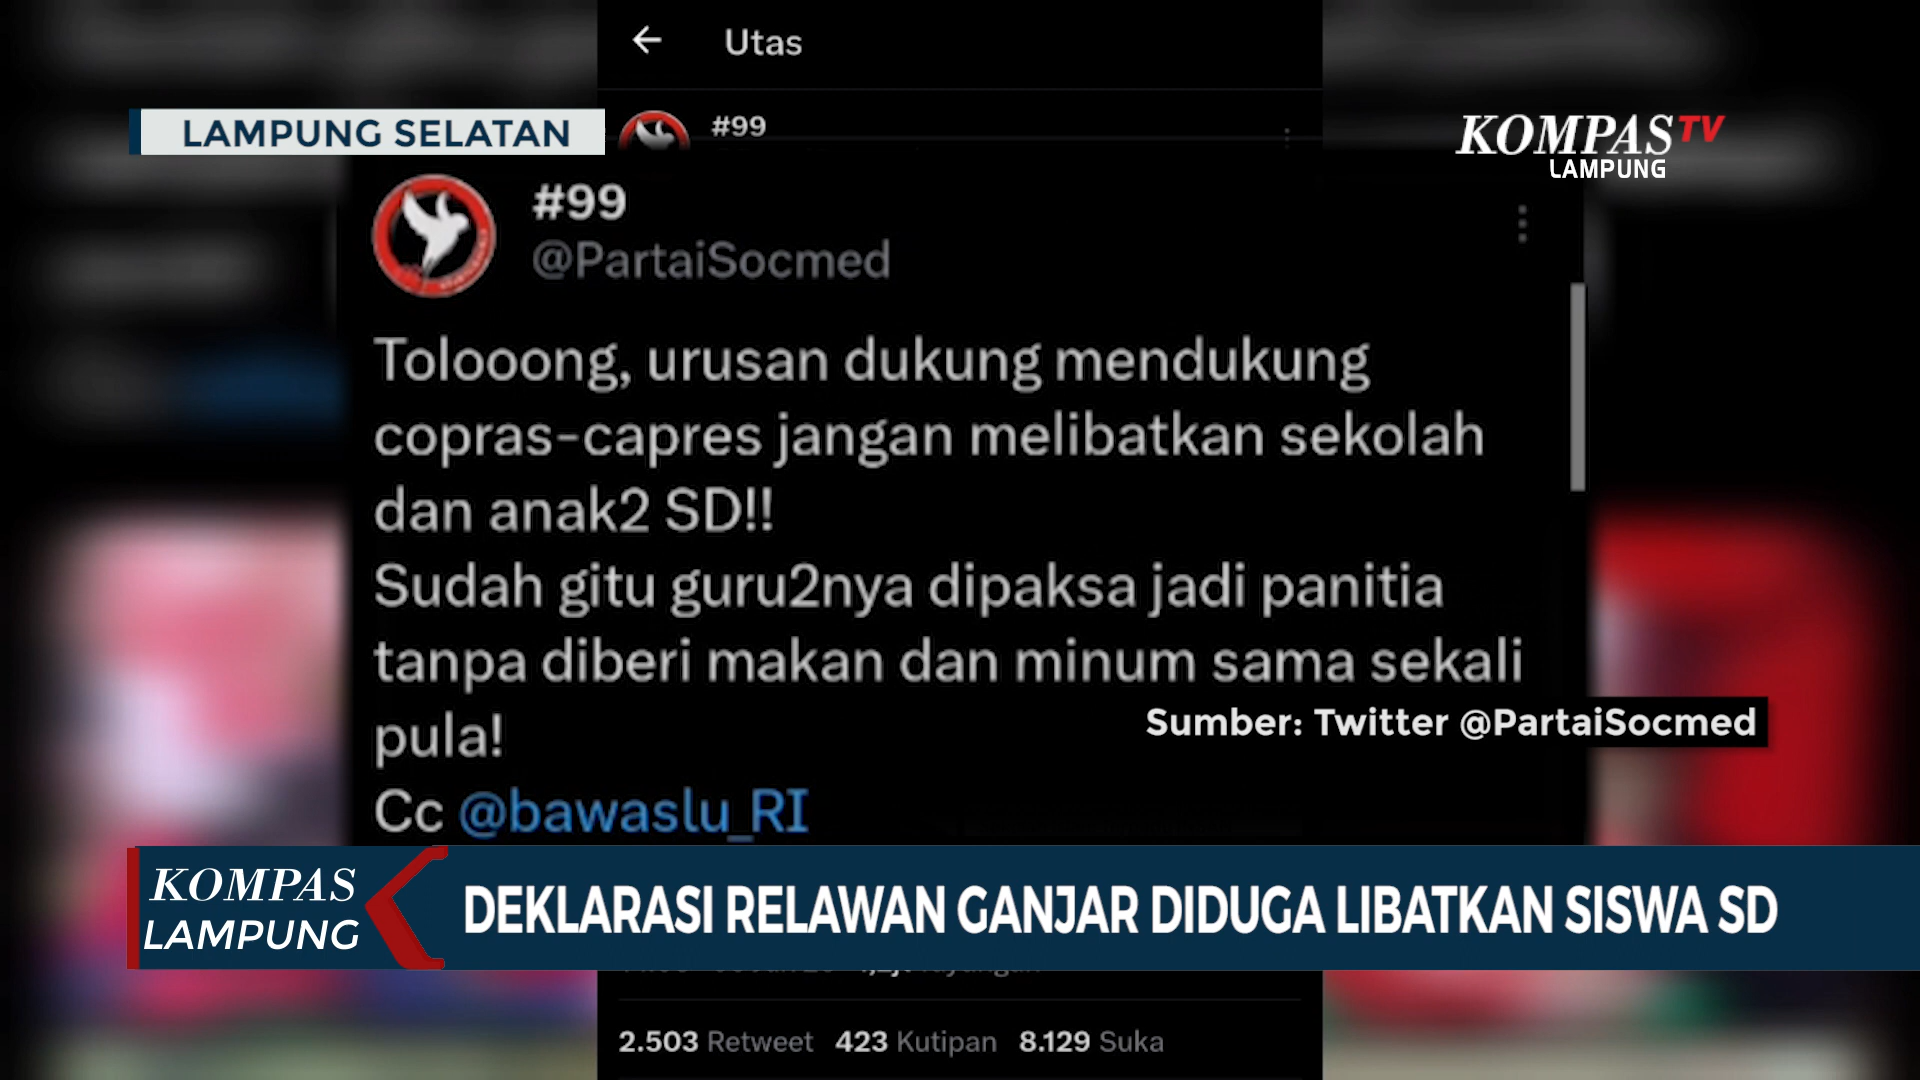 Utas
LAMPUNG SELATAN
#99
KOMPAS TV
LAMPUNG
#99
@PartaiSocmed
Tolooong, urusan dukung mendukung
copras-capres jangan melibatkan sekolah
dan anak2 SD!!
Sudah gitu guru2nya dipaksa jadi panitia
tanpa diberi makan dan minum sama sekali
pula!
Sumber: Twitter @PartaiSocmed
Cc @bawaslu_RI
KOMPAS
LAMPUNG
DEKLARASI RELAWAN GANJAR DIDUGA LIBATKAN SISWA SD
2.503 Retweet 423 Kutipan 8.129 Suka